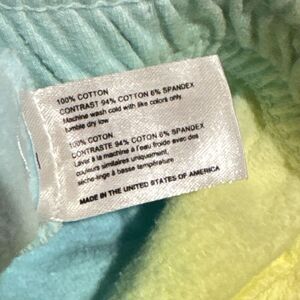 100% COTTON
CONTRAST 94% COTTON 6% SPANDEX
Machine wash cold with like colors only.
tumble dry low
100% COTON
CONTRASTE 94% COTON 6% SPANDEX
Laver à la machine à l'eau froide avec des
couleurs similaires uniquement,
sèche-linge à basse température
MADE IN THE UNITED STATES OF AMERICA